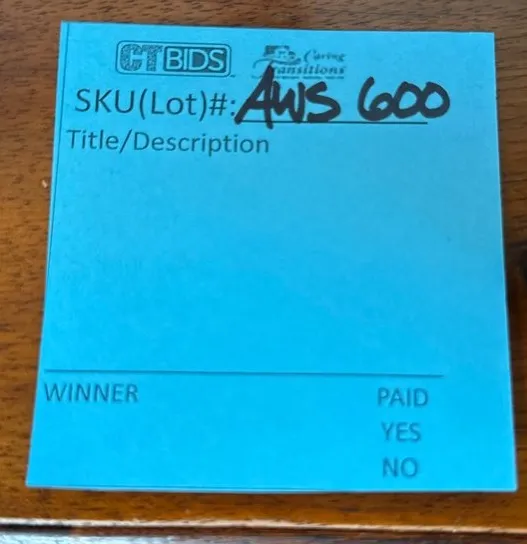 CTBIDS Caring Transitions
SKU(Lot)#: AWS 600
Title/Description
WINNER PAID
YES
NO